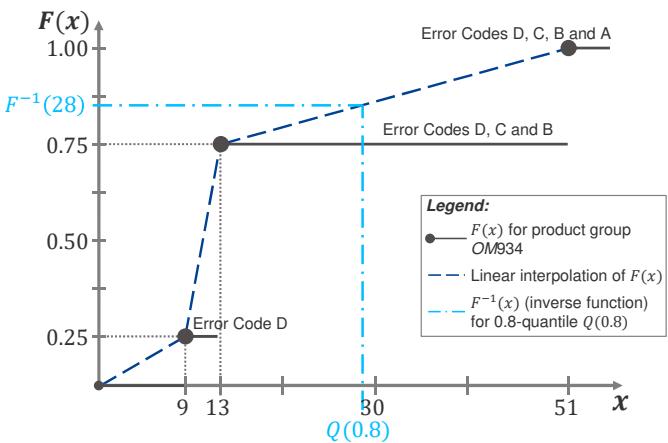 F(x)
Error Codes D, C, B and A
1.00
F⁻¹(28)
Error Codes D, C and B
0.75
Legend:
F(x) for product group
OM934
0.50
Linear interpolation of F(x)
F⁻¹(x) (inverse function)
for 0.8-quantile Q(0.8)
Error Code D
0.25
9 13 30 51 x
Q(0.8)